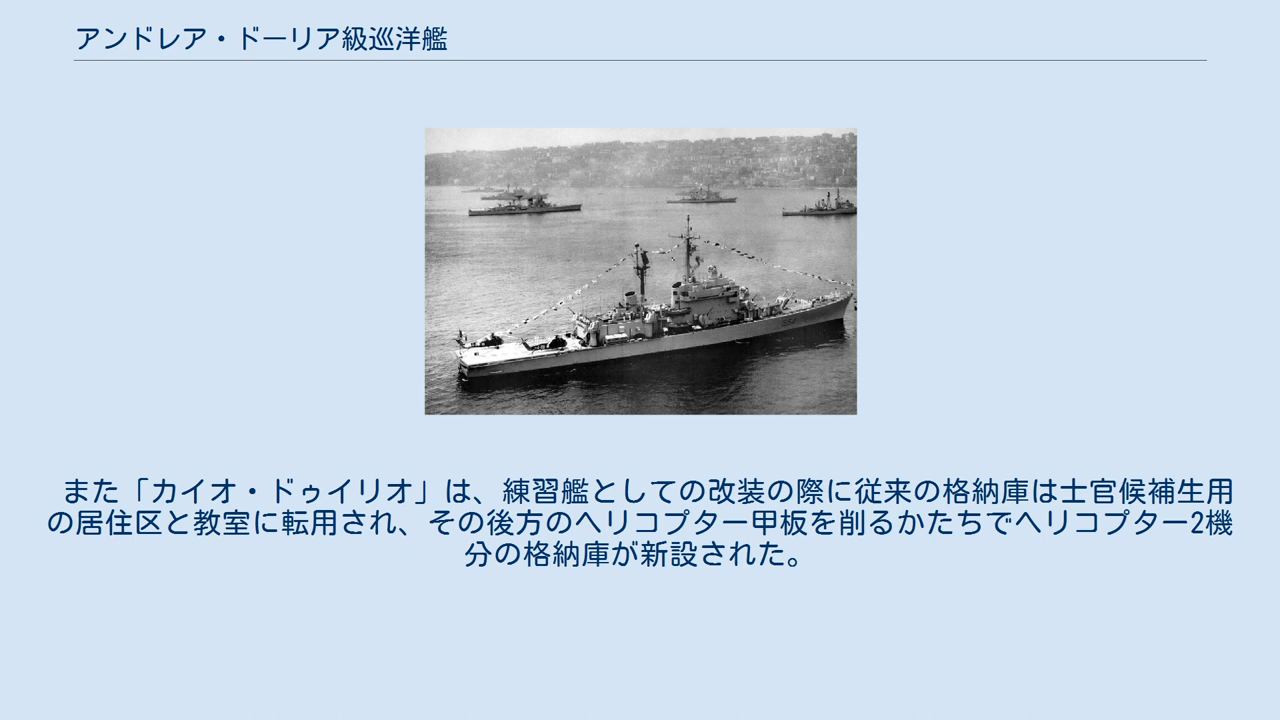 アンドレア・ドーリア級巡洋艦
また「カイオ・ドゥイリオ」は、練習艦としての改装の際に従来の格納庫は士官候補生用
の居住区と教室に転用され、その後方のヘリコプター甲板を削るかたちでヘリコプター2機
分の格納庫が新設された。